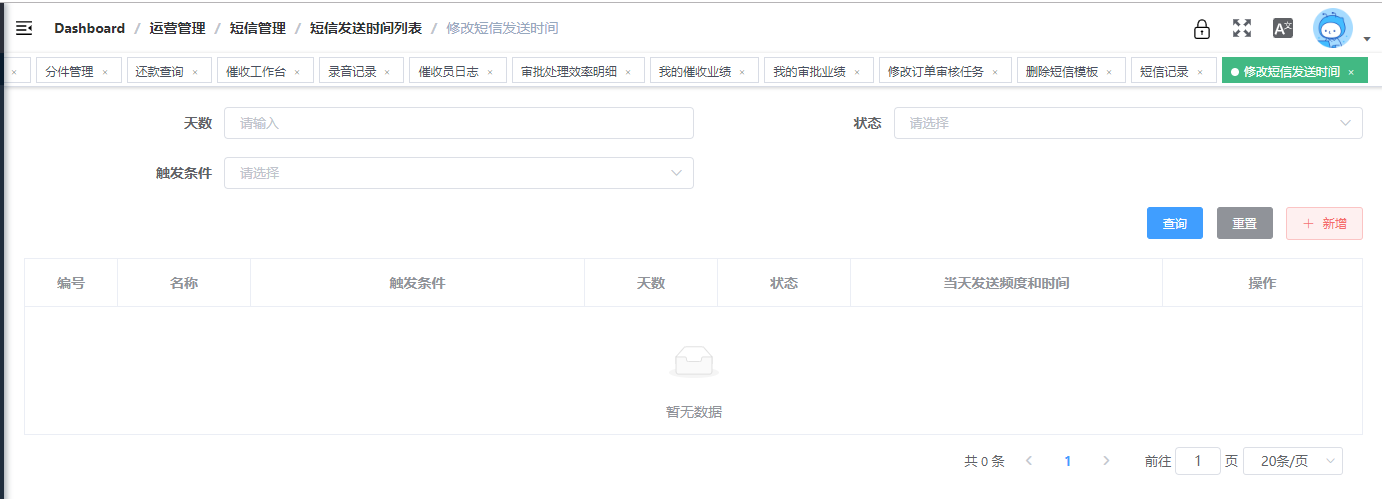 Dashboard / 运营管理 / 短信管理 / 短信发送时间列表 / 修改短信发送时间
× 分件管理 × 还款查询 × 催收工作台 × 录音记录 × 催收员日志 × 审批处理效率明细 × 我的催收业绩 × 我的审批业绩 × 修改订单审核任务 × 删除短信模板 × 短信记录 × 修改短信发送时间 ×
天数 请输入 状态 请选择
触发条件 请选择
查询 重置 + 新增
编号 名称 触发条件 天数 状态 当天发送频度和时间 操作
暂无数据
共 0 条 < 1 > 前往 1 页 20条/页